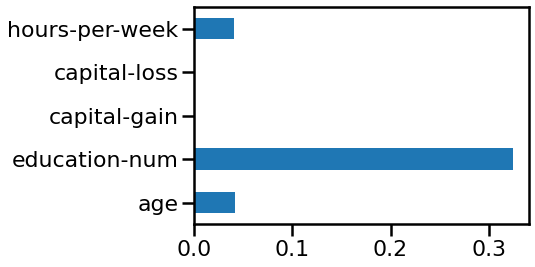 hours-per-week
capital-loss
capital-gain
education-num
age
0.0 0.1 0.2 0.3